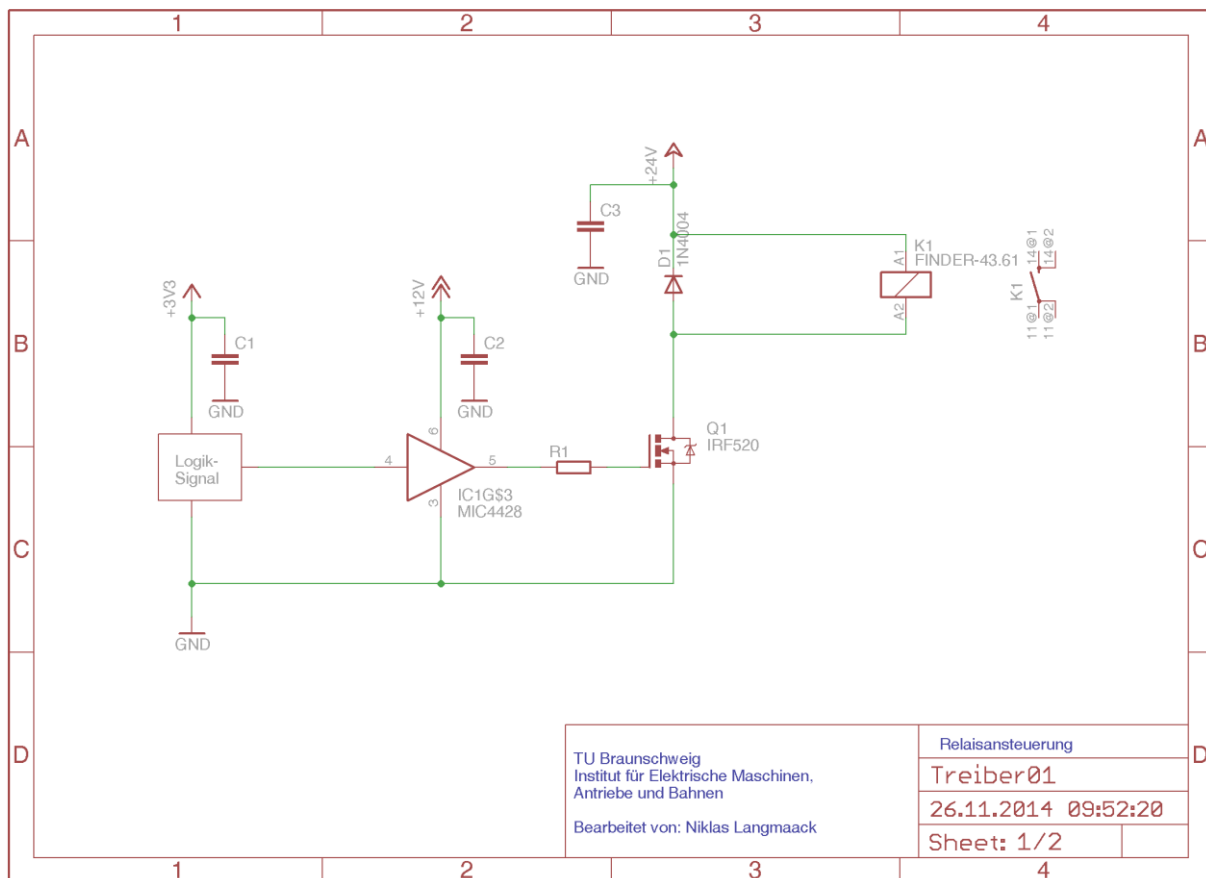 1 2 3 4
A A
+24V
C3
GND
D1
1N4004
K1
FINDER-43.61
A1
A2
K1
14@1
14@2
11@1
11@2
B B
+3V3
C1
GND
+12V
C2
GND
Logik-
Signal
4
6
5
3
IC1G$3
MIC4428
R1
Q1
IRF520
C C
GND
D D
TU Braunschweig
Institut für Elektrische Maschinen,
Antriebe und Bahnen
Bearbeitet von: Niklas Langmaack
Relaisansteuerung
Treiber01
26.11.2014 09:52:20
Sheet: 1/2
1 2 3 4